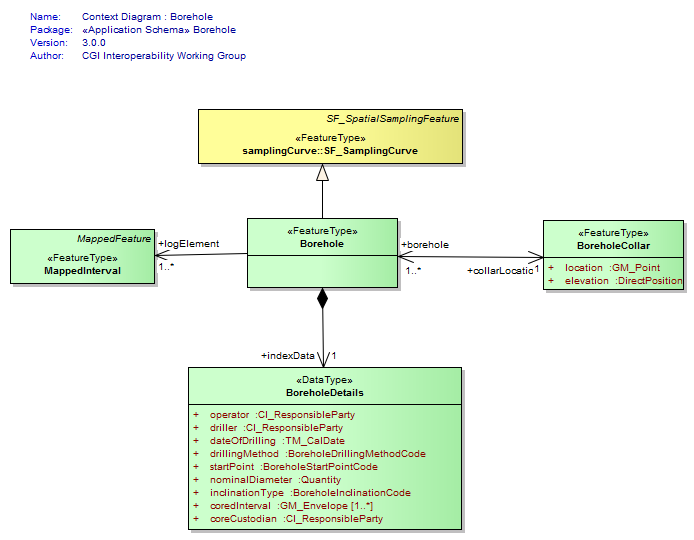 Name: Context Diagram : Borehole
Package: «Application Schema» Borehole
Version: 3.0.0
Author: CGI Interoperability Working Group
SF_SpatialSamplingFeature
«FeatureType»
samplingCurve::SF_SamplingCurve
MappedFeature
«FeatureType»
MappedInterval
+logElement
1..*
«FeatureType»
Borehole
+borehole
1..*
+collarLocatio
1
«FeatureType»
BoreholeCollar
+ location :GM_Point
+ elevation :DirectPosition
+indexData
1
«DataType»
BoreholeDetails
+ operator :CI_ResponsibleParty
+ driller :CI_ResponsibleParty
+ dateOfDrilling :TM_CalDate
+ drillingMethod :BoreholeDrillingMethodCode
+ startPoint :BoreholeStartPointCode
+ nominalDiameter :Quantity
+ inclinationType :BoreholeInclinationCode
+ coredInterval :GM_Envelope [1..*]
+ coreCustodian :CI_ResponsibleParty